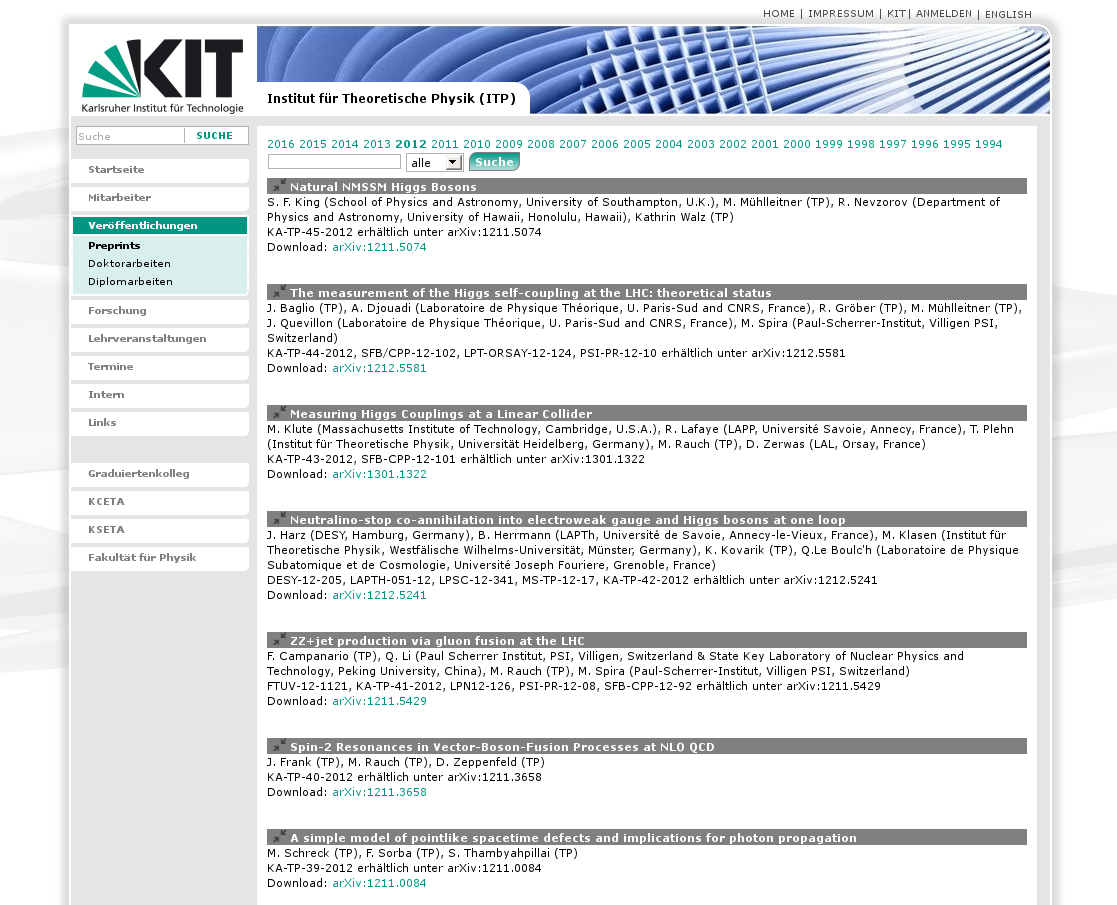 HOME | IMPRESSUM | KIT | ANMELDEN | ENGLISH
KIT
Karlsruher Institut für Technologie
Institut für Theoretische Physik (ITP)
Suche SUCHE
Startseite
Mitarbeiter
Veröffentlichungen
Preprints
Doktorarbeiten
Diplomarbeiten
Forschung
Lehrveranstaltungen
Termine
Intern
Links
Graduiertenkolleg
KCETA
KSETA
Fakultät für Physik
2016 2015 2014 2013 2012 2011 2010 2009 2008 2007 2006 2005 2004 2003 2002 2001 2000 1999 1998 1997 1996 1995 1994
alle Suche
Natural NMSSM Higgs Bosons
S. F. King (School of Physics and Astronomy, University of Southampton, U.K.), M. Mühlleitner (TP), R. Nevzorov (Department of
Physics and Astronomy, University of Hawaii, Honolulu, Hawaii), Kathrin Walz (TP)
KA-TP-45-2012 erhältlich unter arXiv:1211.5074
Download: arXiv:1211.5074
The measurement of the Higgs self-coupling at the LHC: theoretical status
J. Baglio (TP), A. Djouadi (Laboratoire de Physique Théorique, U. Paris-Sud and CNRS, France), R. Gröber (TP), M. Mühlleitner (TP),
J. Quevillon (Laboratoire de Physique Théorique, U. Paris-Sud and CNRS, France), M. Spira (Paul-Scherrer-Institut, Villigen PSI,
Switzerland)
KA-TP-44-2012, SFB/CPP-12-102, LPT-ORSAY-12-124, PSI-PR-12-10 erhältlich unter arXiv:1212.5581
Download: arXiv:1212.5581
Measuring Higgs Couplings at a Linear Collider
M. Klute (Massachusetts Institute of Technology, Cambridge, U.S.A.), R. Lafaye (LAPP, Université Savoie, Annecy, France), T. Plehn
(Institut für Theoretische Physik, Universität Heidelberg, Germany), M. Rauch (TP), D. Zerwas (LAL, Orsay, France)
KA-TP-43-2012, SFB-CPP-12-101 erhältlich unter arXiv:1301.1322
Download: arXiv:1301.1322
Neutralino-stop co-annihilation into electroweak gauge and Higgs bosons at one loop
J. Harz (DESY, Hamburg, Germany), B. Herrmann (LAPTh, Université de Savoie, Annecy-le-Vieux, France), M. Klasen (Institut für
Theoretische Physik, Westfälische Wilhelms-Universität, Münster, Germany), K. Kovarik (TP), Q.Le Boulc'h (Laboratoire de Physique
Subatomique et de Cosmologie, Université Joseph Fouriere, Grenoble, France)
DESY-12-205, LAPTH-051-12, LPSC-12-341, MS-TP-12-17, KA-TP-42-2012 erhältlich unter arXiv:1212.5241
Download: arXiv:1212.5241
ZZ+jet production via gluon fusion at the LHC
F. Campanario (TP), Q. Li (Paul Scherrer Institut, PSI, Villigen, Switzerland & State Key Laboratory of Nuclear Physics and
Technology, Peking University, China), M. Rauch (TP), M. Spira (Paul-Scherrer-Institut, Villigen PSI, Switzerland)
FTUV-12-1121, KA-TP-41-2012, LPN12-126, PSI-PR-12-08, SFB-CPP-12-92 erhältlich unter arXiv:1211.5429
Download: arXiv:1211.5429
Spin-2 Resonances in Vector-Boson-Fusion Processes at NLO QCD
J. Frank (TP), M. Rauch (TP), D. Zeppenfeld (TP)
KA-TP-40-2012 erhältlich unter arXiv:1211.3658
Download: arXiv:1211.3658
A simple model of pointlike spacetime defects and implications for photon propagation
M. Schreck (TP), F. Sorba (TP), S. Thambyahpillai (TP)
KA-TP-39-2012 erhältlich unter arXiv:1211.0084
Download: arXiv:1211.0084